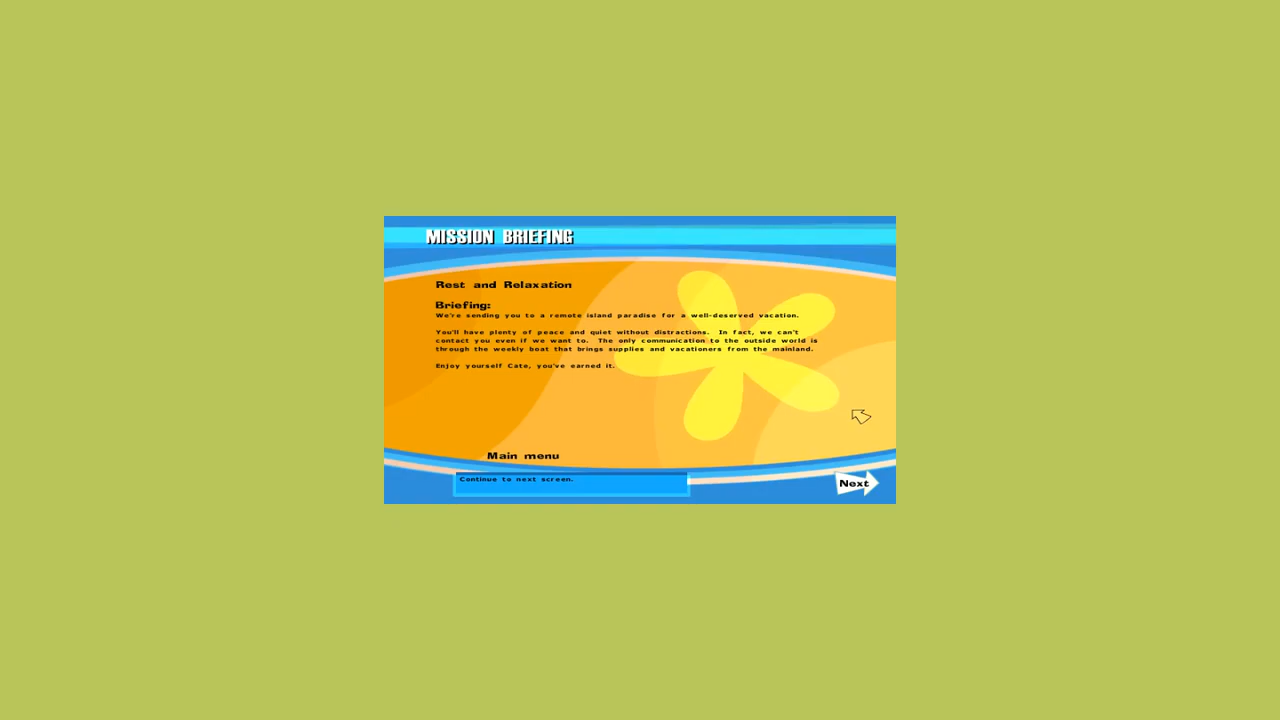 MISSION BRIEFING
Rest and Relaxation
Briefing:
We're sending you to a remote island paradise for a well-deserved vacation.
You'll have plenty of peace and quiet without distractions. In fact, we can't
contact you even if we want to. The only communication to the outside world is
through the weekly boat that brings supplies and vacationers from the mainland.
Enjoy yourself Cate, you've earned it.
Main menu
Continue to next screen.
Next